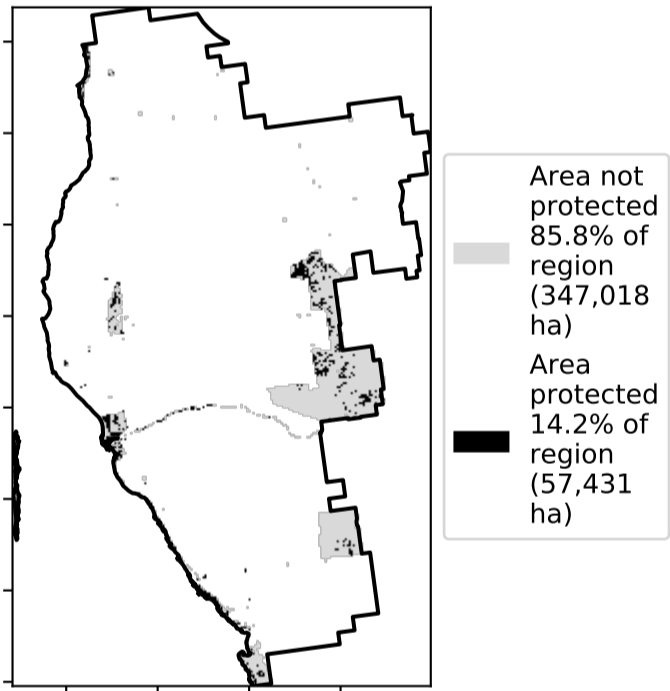 Area not
protected
85.8% of
region
(347,018
ha)
Area
protected
14.2% of
region
(57,431
ha)